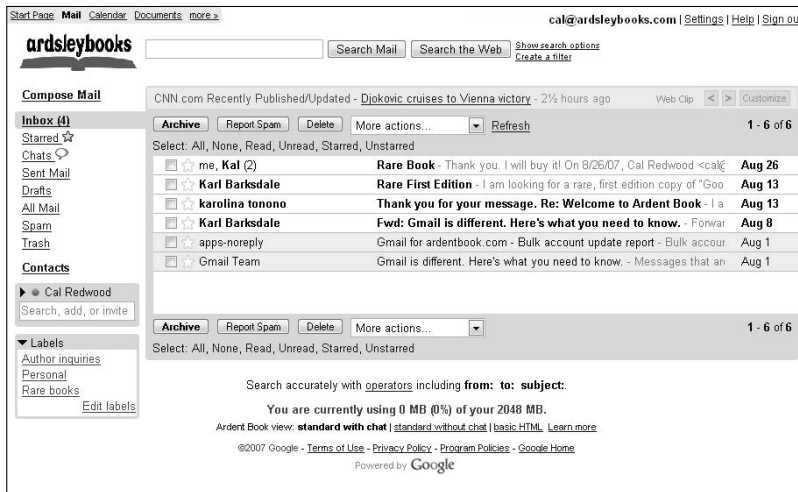 Start Page Mail Calendar Documents more »
cal@ardsleybooks.com | Settings | Help | Sign ou
ardsleybooks
Search Mail Search the Web Show search options
Create a filter
Compose Mail
CNN.com Recently Published/Updated - Djokovic cruises to Vienna victory - 2½ hours ago Web Clip < > Customize
Inbox (4)
Starred
Chats
Sent Mail
Drafts
All Mail
Spam
Trash
Contacts
Archive Report Spam Delete More actions... Refresh 1 - 6 of 6
Select: All, None, Read, Unread, Starred, Unstarred
me, Kal (2) Rare Book - Thank you. I will buy it! On 8/26/07, Cal Redwood <cal Aug 26
Karl Barksdale Rare First Edition - I am looking for a rare, first edition copy of "Goo Aug 13
karolina tonono Thank you for your message. Re: Welcome to Ardent Book - I a Aug 13
Karl Barksdale Fwd: Gmail is different. Here's what you need to know. - Forwar Aug 8
apps-noreply Gmail for ardentbook.com - Bulk account update report - Bulk accour Aug 1
Gmail Team Gmail is different. Here's what you need to know. - Messages that Aug 1
Cal Redwood
Search, add, or invite
Labels
Author inquiries
Personal
Rare books
Edit labels
Archive Report Spam Delete More actions... 1 - 6 of 6
Select: All, None, Read, Unread, Starred, Unstarred
Search accurately with operators including from: to: subject:.
You are currently using 0 MB (0%) of your 2048 MB.
Ardent Book view: standard with chat | standard without chat | basic HTML Learn more
©2007 Google - Terms of Use - Privacy Policy - Program Policies - Google Home
Powered by Google